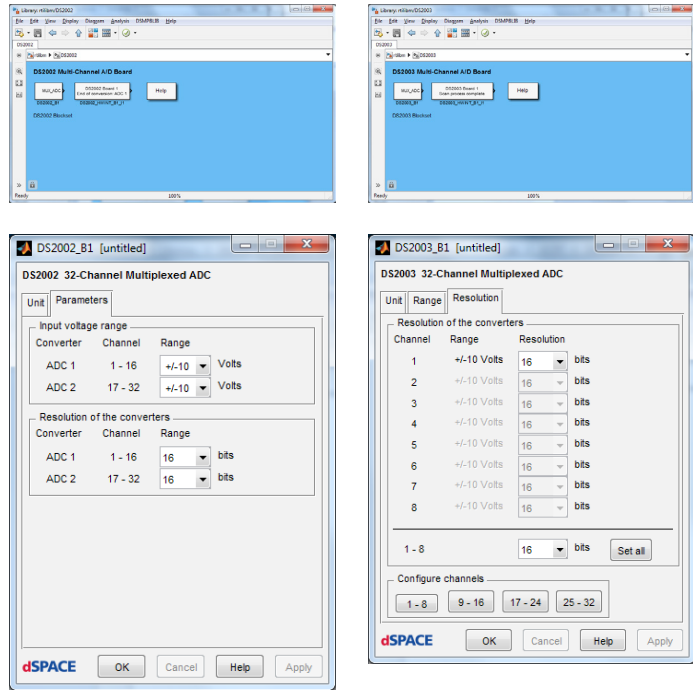 Library: rtilibm/DS2002
File Edit View Display Diagram Analysis DSMPBLIB Help
DS2002
rtilibm ▶ DS2002
DS2002 Multi-Channel A/D Board
MUX_ADC
DS2002 Board 1
End of conversion: ADC 1
Help
DS2002_B1
DS2002 Blockset
Ready
100%
Library: rtilibm/DS2003
File Edit View Display Diagram Analysis DSMPBLIB Help
DS2003
rtilibm ▶ DS2003
DS2003 Multi-Channel A/D Board
MUX_ADC
DS2003 Board 1
Scan process complete
Help
DS2003_B1
DS2003 Blockset
Ready
100%
DS2002_B1 [untitled]
DS2002 32-Channel Multiplexed ADC
Unit Parameters
Input voltage range
Converter Channel Range
ADC 1 1 - 16 +/-10 Volts
ADC 2 17 - 32 +/-10 Volts
Resolution of the converters
Converter Channel Range
ADC 1 1 - 16 16 bits
ADC 2 17 - 32 16 bits
dSPACE OK Cancel Help Apply
DS2003_B1 [untitled]
DS2003 32-Channel Multiplexed ADC
Unit Range Resolution
Resolution of the converters
Channel Range Resolution
1 +/-10 Volts 16 bits
2 +/-10 Volts 16 bits
3 +/-10 Volts 16 bits
4 +/-10 Volts 16 bits
5 +/-10 Volts 16 bits
6 +/-10 Volts 16 bits
7 +/-10 Volts 16 bits
8 +/-10 Volts 16 bits
1 - 8 16 bits Set all
Configure channels
1 - 8 9 - 16 17 - 24 25 - 32
dSPACE OK Cancel Help Apply